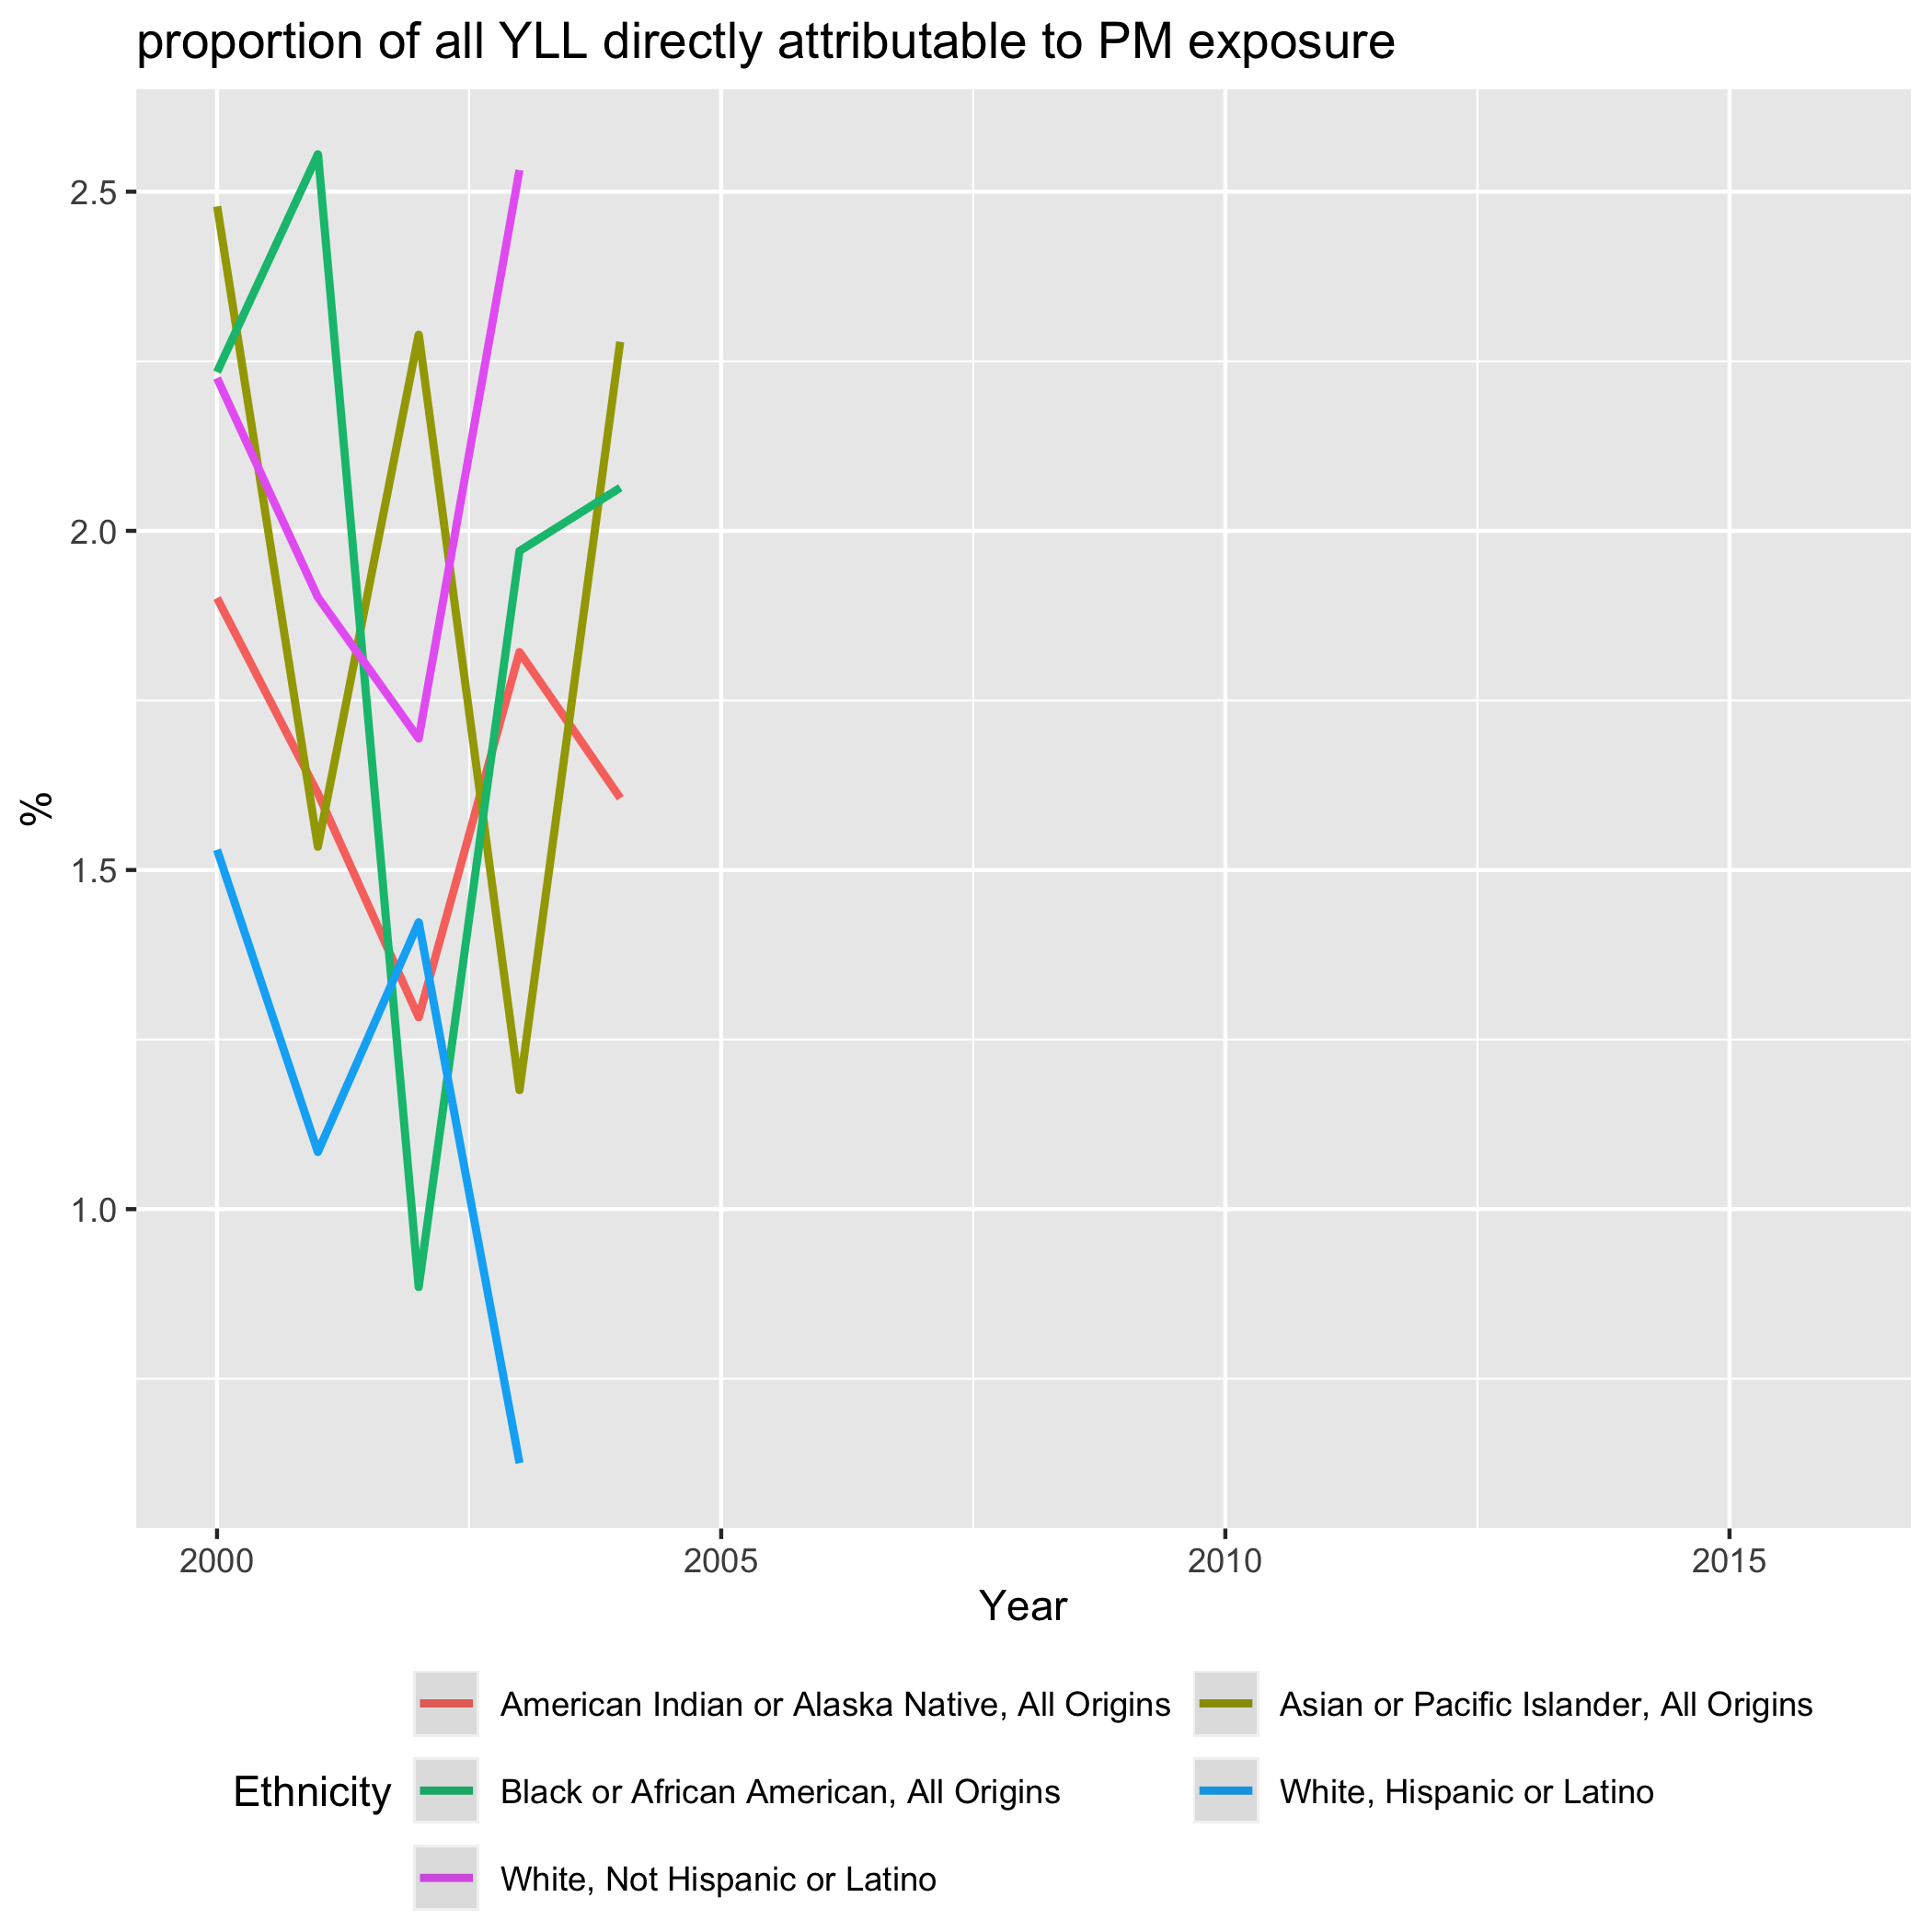 proportion of all YLL directly attributable to PM exposure
2.5
2.0
1.5
1.0
%
2000 2005 2010 2015
Year
Ethnicity
American Indian or Alaska Native, All Origins
Asian or Pacific Islander, All Origins
Black or African American, All Origins
White, Hispanic or Latino
White, Not Hispanic or Latino